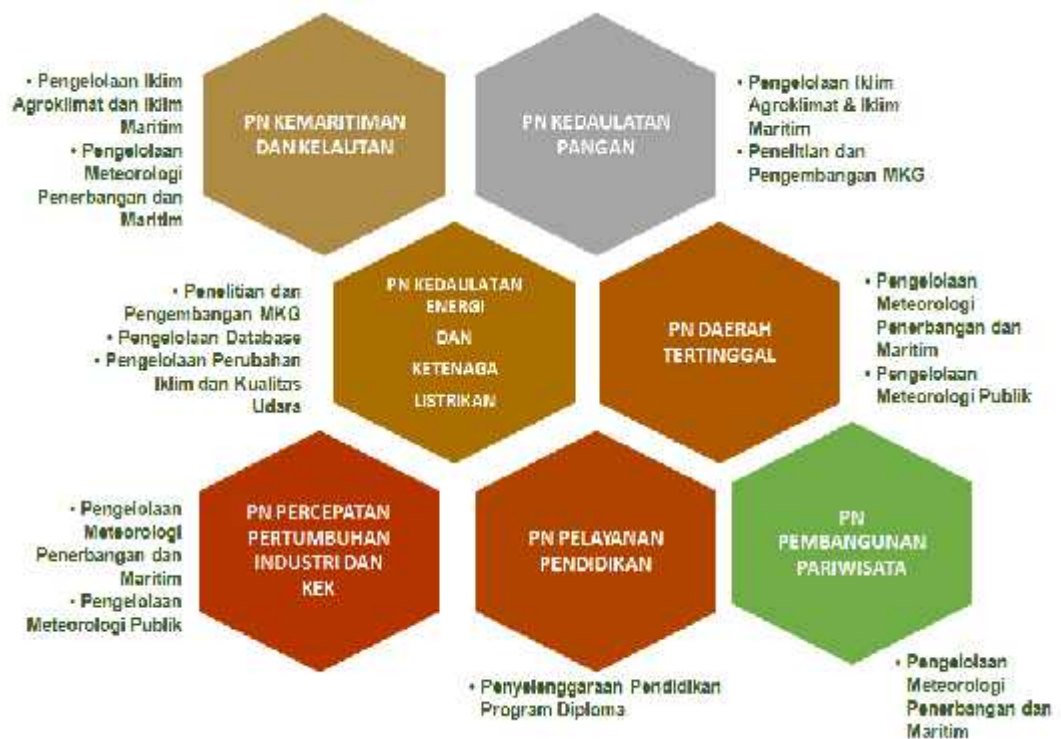 • Pengelolaan Iklim
Agroklimat dan Iklim
Maritim
• Pengelolaan
Meteorologi
Penerbangan dan
Maritim
PN KEMARITIMAN
DAN KELAUTAN
PN KEDAULATAN
PANGAN
• Pengelolaan Iklim
Agroklimat & Iklim
Maritim
• Penelitian dan
Pengembangan MKG
• Penelitian dan
Pengembangan MKG
• Pengelolaan Database
• Pengelolaan Perubahan
Iklim dan Kualitas
Udara
PN KEDAULATAN
ENERGI
DAN
KETENAGA
LISTRIKAN
PN DAERAH
TERTINGGAL
• Pengelolaan
Meteorologi
Penerbangan dan
Maritim
• Pengelolaan
Meteorologi Publik
• Pengelolaan
Meteorologi
Penerbangan dan
Maritim
• Pengelolaan
Meteorologi Publik
PN PERCEPATAN
PERTUMBUHAN
INDUSTRI DAN
KEK
PN PELAYANAN
PENDIDIKAN
PN
PEMBANGUNAN
PARIWISATA
• Penyelenggaraan Pendidikan
Program Diploma
• Pengelolaan
Meteorologi
Penerbangan dan
Maritim